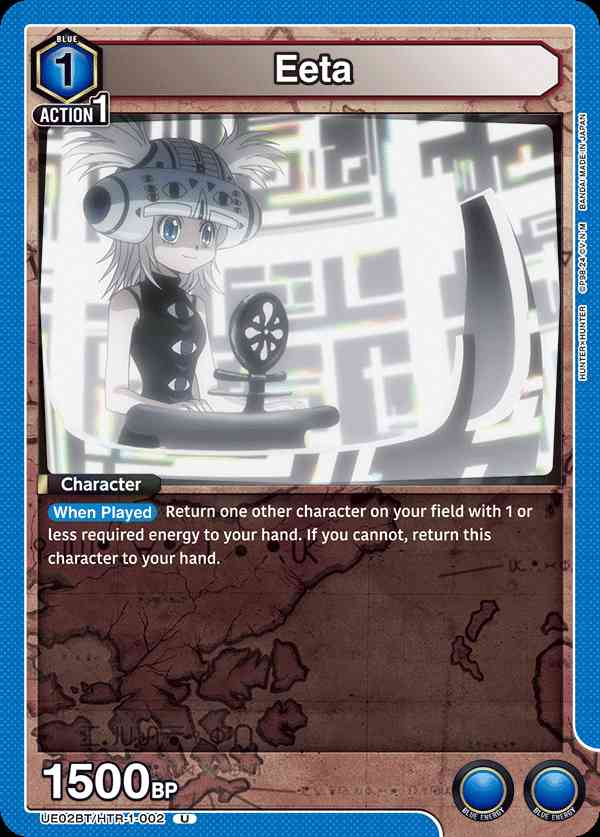 BLUE
1
Eeta
ACTION 1
BANDAI MADE IN JAPAN
©P98-24 ©V･N･M
HUNTER×HUNTER
Character
When Played Return one other character on your field with 1 or
less required energy to your hand. If you cannot, return this
character to your hand.
1500BP
BLUE ENERGY
BLUE ENERGY
UE02BT/HTR-1-002 U